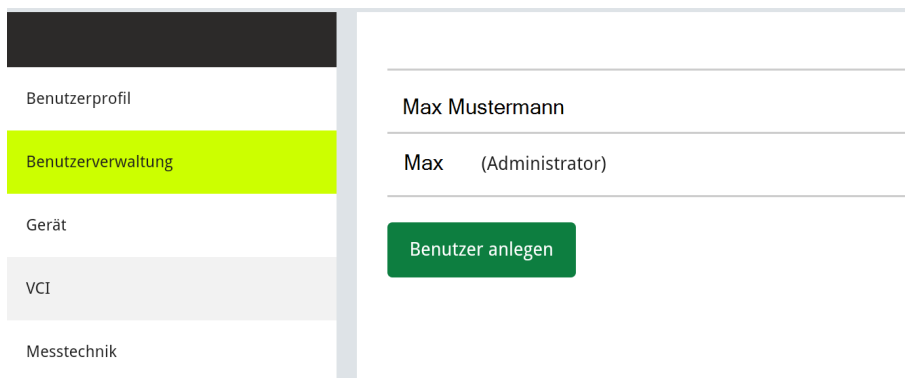 Benutzerprofil
Benutzerverwaltung
Gerät
VCI
Messtechnik
Max Mustermann
Max (Administrator)
Benutzer anlegen